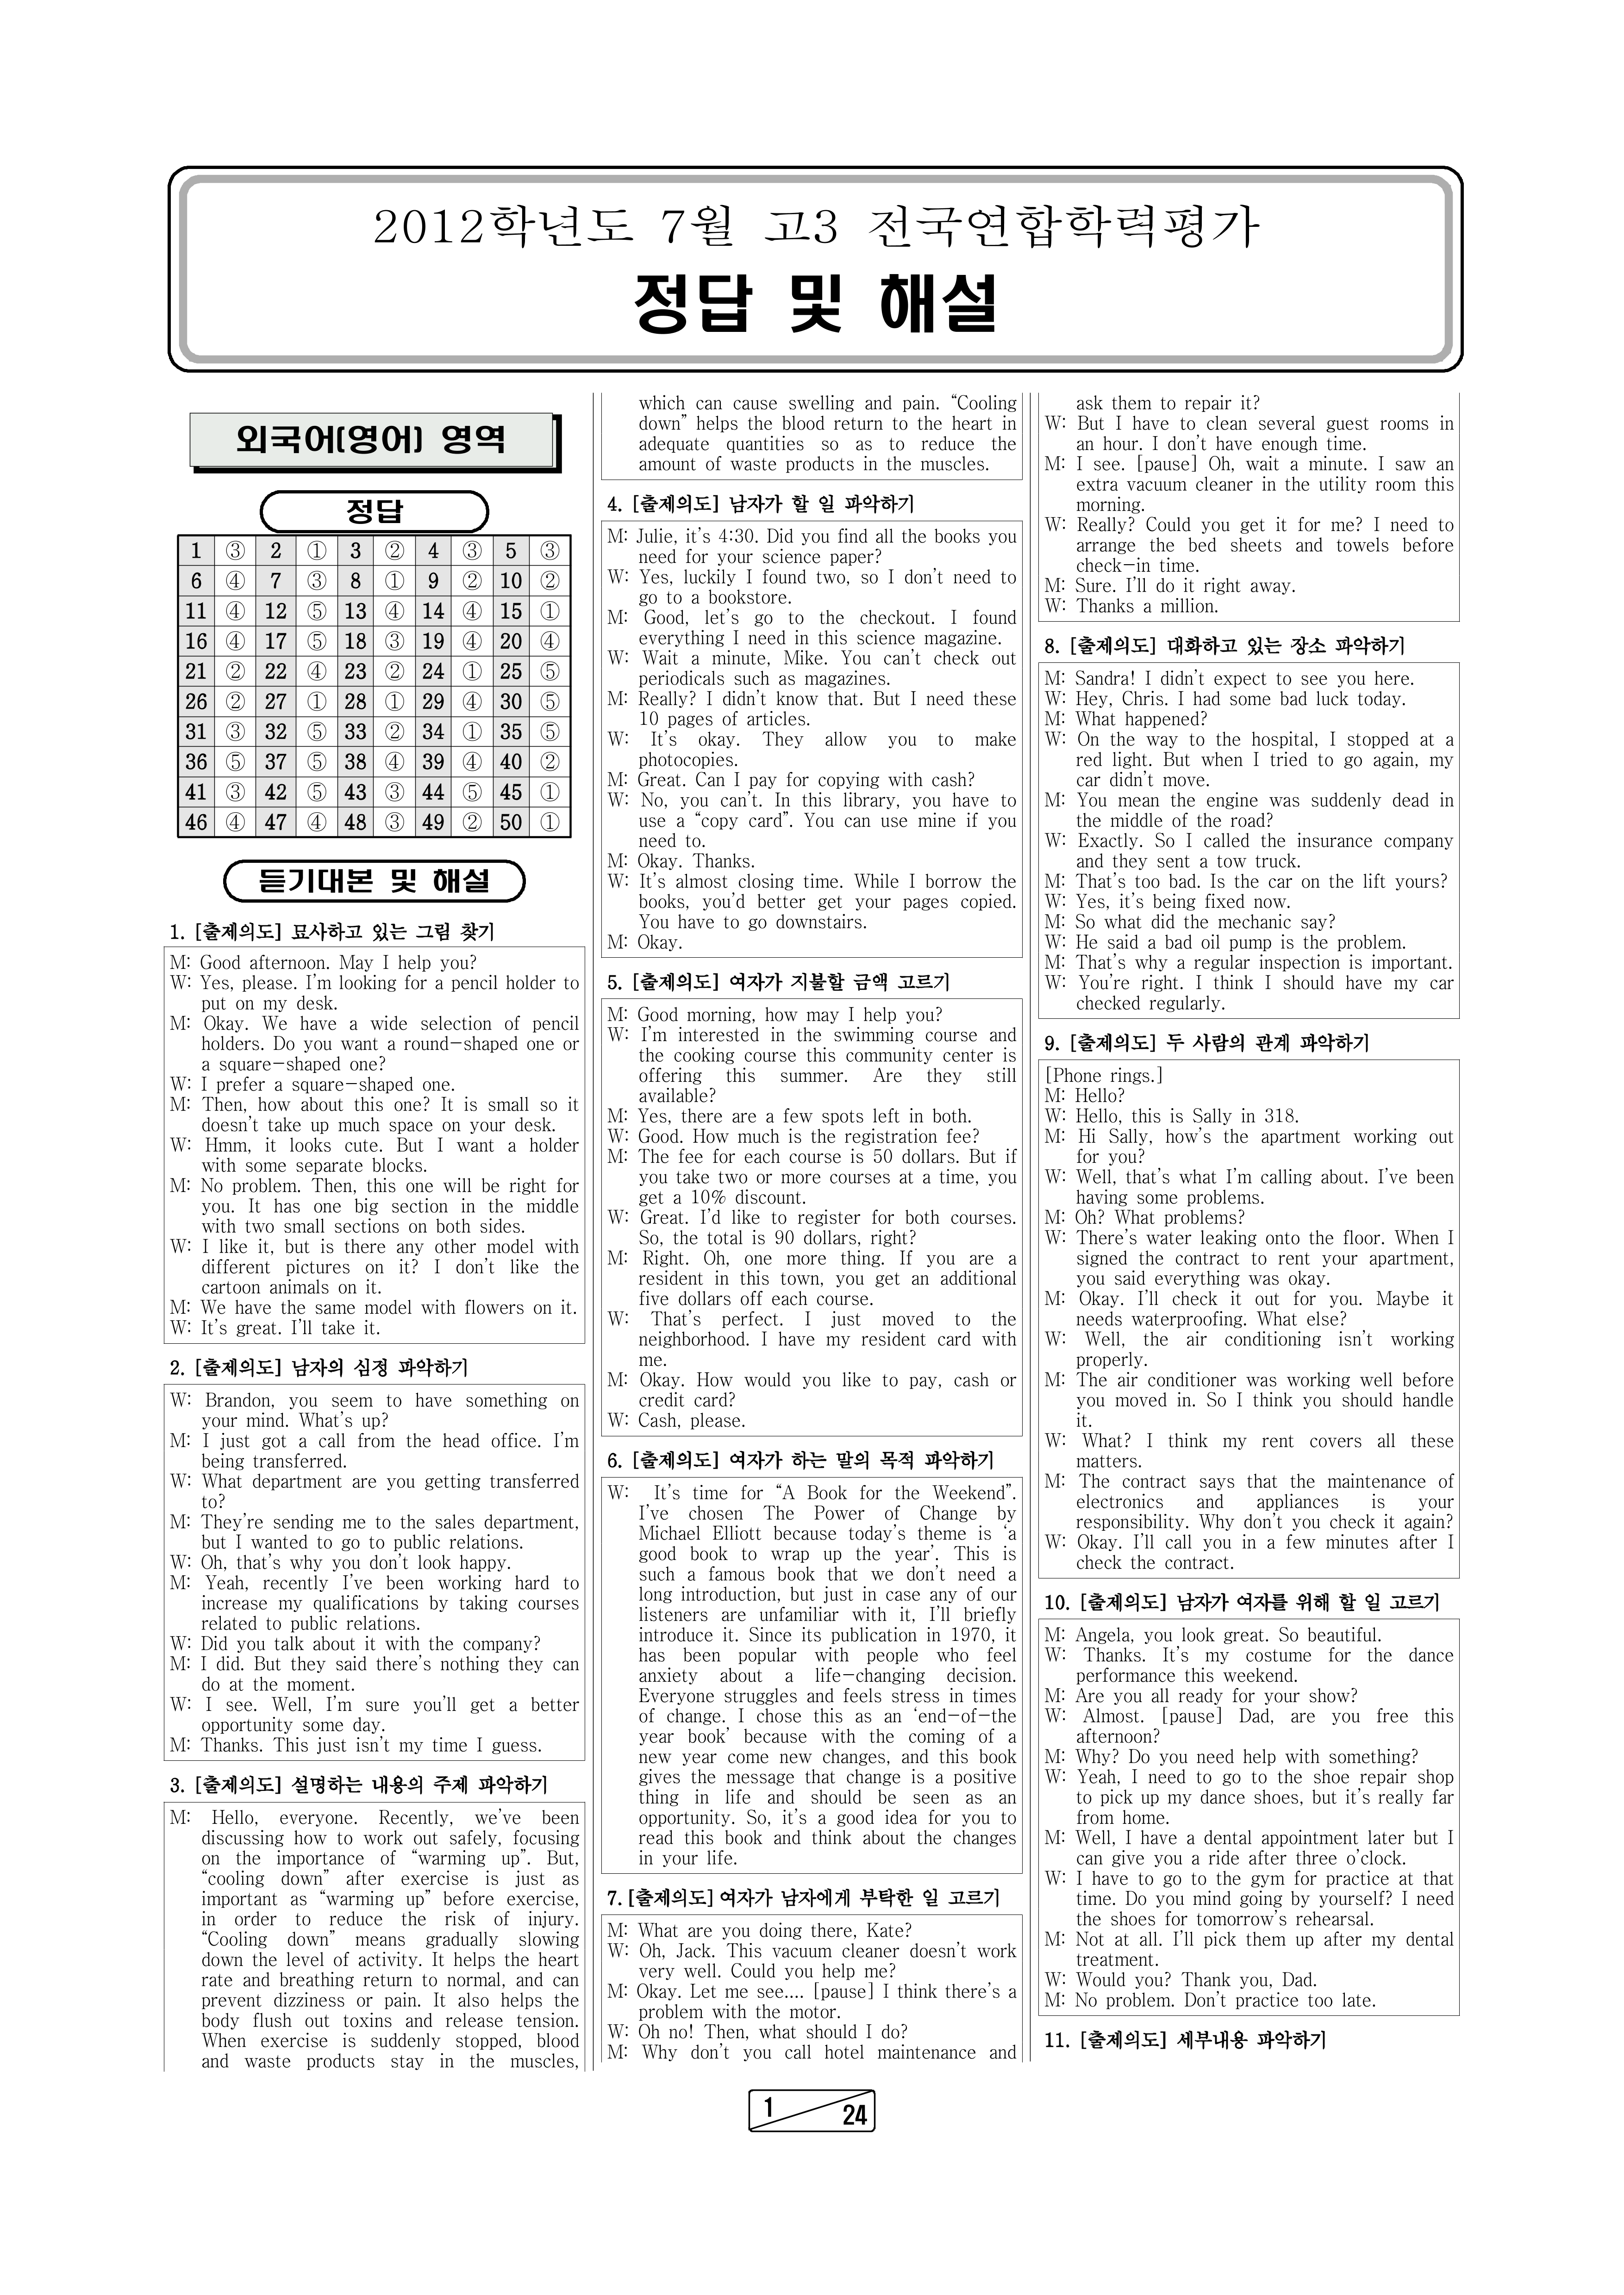 2012학년도 7월 고3 전국연합학력평가
정답 및 해설
외국어(영어) 영역
정답
1 ③ 2 ① 3 ② 4 ③ 5 ③
6 ④ 7 ③ 8 ① 9 ② 10 ②
11 ④ 12 ⑤ 13 ④ 14 ④ 15 ①
16 ④ 17 ⑤ 18 ③ 19 ④ 20 ④
21 ② 22 ④ 23 ② 24 ① 25 ⑤
26 ② 27 ① 28 ① 29 ④ 30 ⑤
31 ③ 32 ⑤ 33 ② 34 ① 35 ⑤
36 ⑤ 37 ⑤ 38 ④ 39 ④ 40 ②
41 ③ 42 ⑤ 43 ③ 44 ⑤ 45 ①
46 ④ 47 ④ 48 ③ 49 ② 50 ①
듣기대본 및 해설
1. [출제의도] 묘사하고 있는 그림 찾기
M: Good afternoon. May I help you?
W: Yes, please. I'm looking for a pencil holder to
put on my desk.
M: Okay. We have a wide selection of pencil
holders. Do you want a round-shaped one or
a square-shaped one?
W: I prefer a square-shaped one.
M: Then, how about this one? It is small so it
doesn't take up much space on your desk.
W: Hmm, it looks cute. But I want a holder
with some separate blocks.
M: No problem. Then, this one will be right for
you. It has one big section in the middle
with two small sections on both sides.
W: I like it, but is there any other model with
different pictures on it? I don't like the
cartoon animals on it.
M: We have the same model with flowers on it.
W: It's great. I'll take it.
2. [출제의도] 남자의 심정 파악하기
W: Brandon, you seem to have something on
your mind. What's up?
M: I just got a call from the head office. I'm
being transferred.
W: What department are you getting transferred
to?
M: They're sending me to the sales department,
but I wanted to go to public relations.
W: Oh, that's why you don't look happy.
M: Yeah, recently I've been working hard to
increase my qualifications by taking courses
related to public relations.
W: Did you talk about it with the company?
M: I did. But they said there's nothing they can
do at the moment.
W: I see. Well, I'm sure you'll get a better
opportunity some day.
M: Thanks. This just isn't my time I guess.
3. [출제의도] 설명하는 내용의 주제 파악하기
M: Hello, everyone. Recently, we've been
discussing how to work out safely, focusing
on the importance of “warming up”. But,
“cooling down” after exercise is just as
important as “warming up” before exercise,
in order to reduce the risk of injury.
“Cooling down” means gradually slowing
down the level of activity. It helps the heart
rate and breathing return to normal, and can
prevent dizziness or pain. It also helps the
body flush out toxins and release tension.
When exercise is suddenly stopped, blood
and waste products stay in the muscles,
which can cause swelling and pain. “Cooling
down” helps the blood return to the heart in
adequate quantities so as to reduce the
amount of waste products in the muscles.
4. [출제의도] 남자가 할 일 파악하기
M: Julie, it's 4:30. Did you find all the books you
need for your science paper?
W: Yes, luckily I found two, so I don't need to
go to a bookstore.
M: Good, let's go to the checkout. I found
everything I need in this science magazine.
W: Wait a minute, Mike. You can't check out
periodicals such as magazines.
M: Really? I didn't know that. But I need these
10 pages of articles.
W: It's okay. They allow you to make
photocopies.
M: Great. Can I pay for copying with cash?
W: No, you can't. In this library, you have to
use a “copy card”. You can use mine if you
need to.
M: Okay. Thanks.
W: It's almost closing time. While I borrow the
books, you'd better get your pages copied.
You have to go downstairs.
M: Okay.
5. [출제의도] 여자가 지불할 금액 고르기
M: Good morning, how may I help you?
W: I'm interested in the swimming course and
the cooking course this community center is
offering this summer. Are they still
available?
M: Yes, there are a few spots left in both.
W: Good. How much is the registration fee?
M: The fee for each course is 50 dollars. But if
you take two or more courses at a time, you
get a 10% discount.
W: Great. I'd like to register for both courses.
So, the total is 90 dollars, right?
M: Right. Oh, one more thing. If you are a
resident in this town, you get an additional
five dollars off each course.
W: That's perfect. I just moved to the
neighborhood. I have my resident card with
me.
M: Okay. How would you like to pay, cash or
credit card?
W: Cash, please.
6. [출제의도] 여자가 하는 말의 목적 파악하기
W: It's time for “A Book for the Weekend”.
I've chosen The Power of Change by
Michael Elliott because today's theme is ‘a
good book to wrap up the year’. This is
such a famous book that we don't need a
long introduction, but just in case any of our
listeners are unfamiliar with it, I'll briefly
introduce it. Since its publication in 1970, it
has been popular with people who feel
anxiety about a life-changing decision.
Everyone struggles and feels stress in times
of change. I chose this as an ‘end-of-the
year book’ because with the coming of a
new year come new changes, and this book
gives the message that change is a positive
thing in life and should be seen as an
opportunity. So, it's a good idea for you to
read this book and think about the changes
in your life.
7. [출제의도] 여자가 남자에게 부탁한 일 고르기
M: What are you doing there, Kate?
W: Oh, Jack. This vacuum cleaner doesn't work
very well. Could you help me?
M: Okay. Let me see.... [pause] I think there's a
problem with the motor.
W: Oh no! Then, what should I do?
M: Why don't you call hotel maintenance and
ask them to repair it?
W: But I have to clean several guest rooms in
an hour. I don't have enough time.
M: I see. [pause] Oh, wait a minute. I saw an
extra vacuum cleaner in the utility room this
morning.
W: Really? Could you get it for me? I need to
arrange the bed sheets and towels before
check-in time.
M: Sure. I'll do it right away.
W: Thanks a million.
8. [출제의도] 대화하고 있는 장소 파악하기
M: Sandra! I didn't expect to see you here.
W: Hey, Chris. I had some bad luck today.
M: What happened?
W: On the way to the hospital, I stopped at a
red light. But when I tried to go again, my
car didn't move.
M: You mean the engine was suddenly dead in
the middle of the road?
W: Exactly. So I called the insurance company
and they sent a tow truck.
M: That's too bad. Is the car on the lift yours?
W: Yes, it's being fixed now.
M: So what did the mechanic say?
W: He said a bad oil pump is the problem.
M: That's why a regular inspection is important.
W: You're right. I think I should have my car
checked regularly.
9. [출제의도] 두 사람의 관계 파악하기
[Phone rings.]
M: Hello?
W: Hello, this is Sally in 318.
M: Hi Sally, how's the apartment working out
for you?
W: Well, that's what I'm calling about. I've been
having some problems.
M: Oh? What problems?
W: There's water leaking onto the floor. When I
signed the contract to rent your apartment,
you said everything was okay.
M: Okay. I'll check it out for you. Maybe it
needs waterproofing. What else?
W: Well, the air conditioning isn't working
properly.
M: The air conditioner was working well before
you moved in. So I think you should handle
it.
W: What? I think my rent covers all these
matters.
M: The contract says that the maintenance of
electronics and appliances is your
responsibility. Why don't you check it again?
W: Okay. I'll call you in a few minutes after I
check the contract.
10. [출제의도] 남자가 여자를 위해 할 일 고르기
M: Angela, you look great. So beautiful.
W: Thanks. It's my costume for the dance
performance this weekend.
M: Are you all ready for your show?
W: Almost. [pause] Dad, are you free this
afternoon?
M: Why? Do you need help with something?
W: Yeah, I need to go to the shoe repair shop
to pick up my dance shoes, but it's really far
from home.
M: Well, I have a dental appointment later but I
can give you a ride after three o'clock.
W: I have to go to the gym for practice at that
time. Do you mind going by yourself? I need
the shoes for tomorrow's rehearsal.
M: Not at all. I'll pick them up after my dental
treatment.
W: Would you? Thank you, Dad.
M: No problem. Don't practice too late.
11. [출제의도] 세부내용 파악하기
1 24